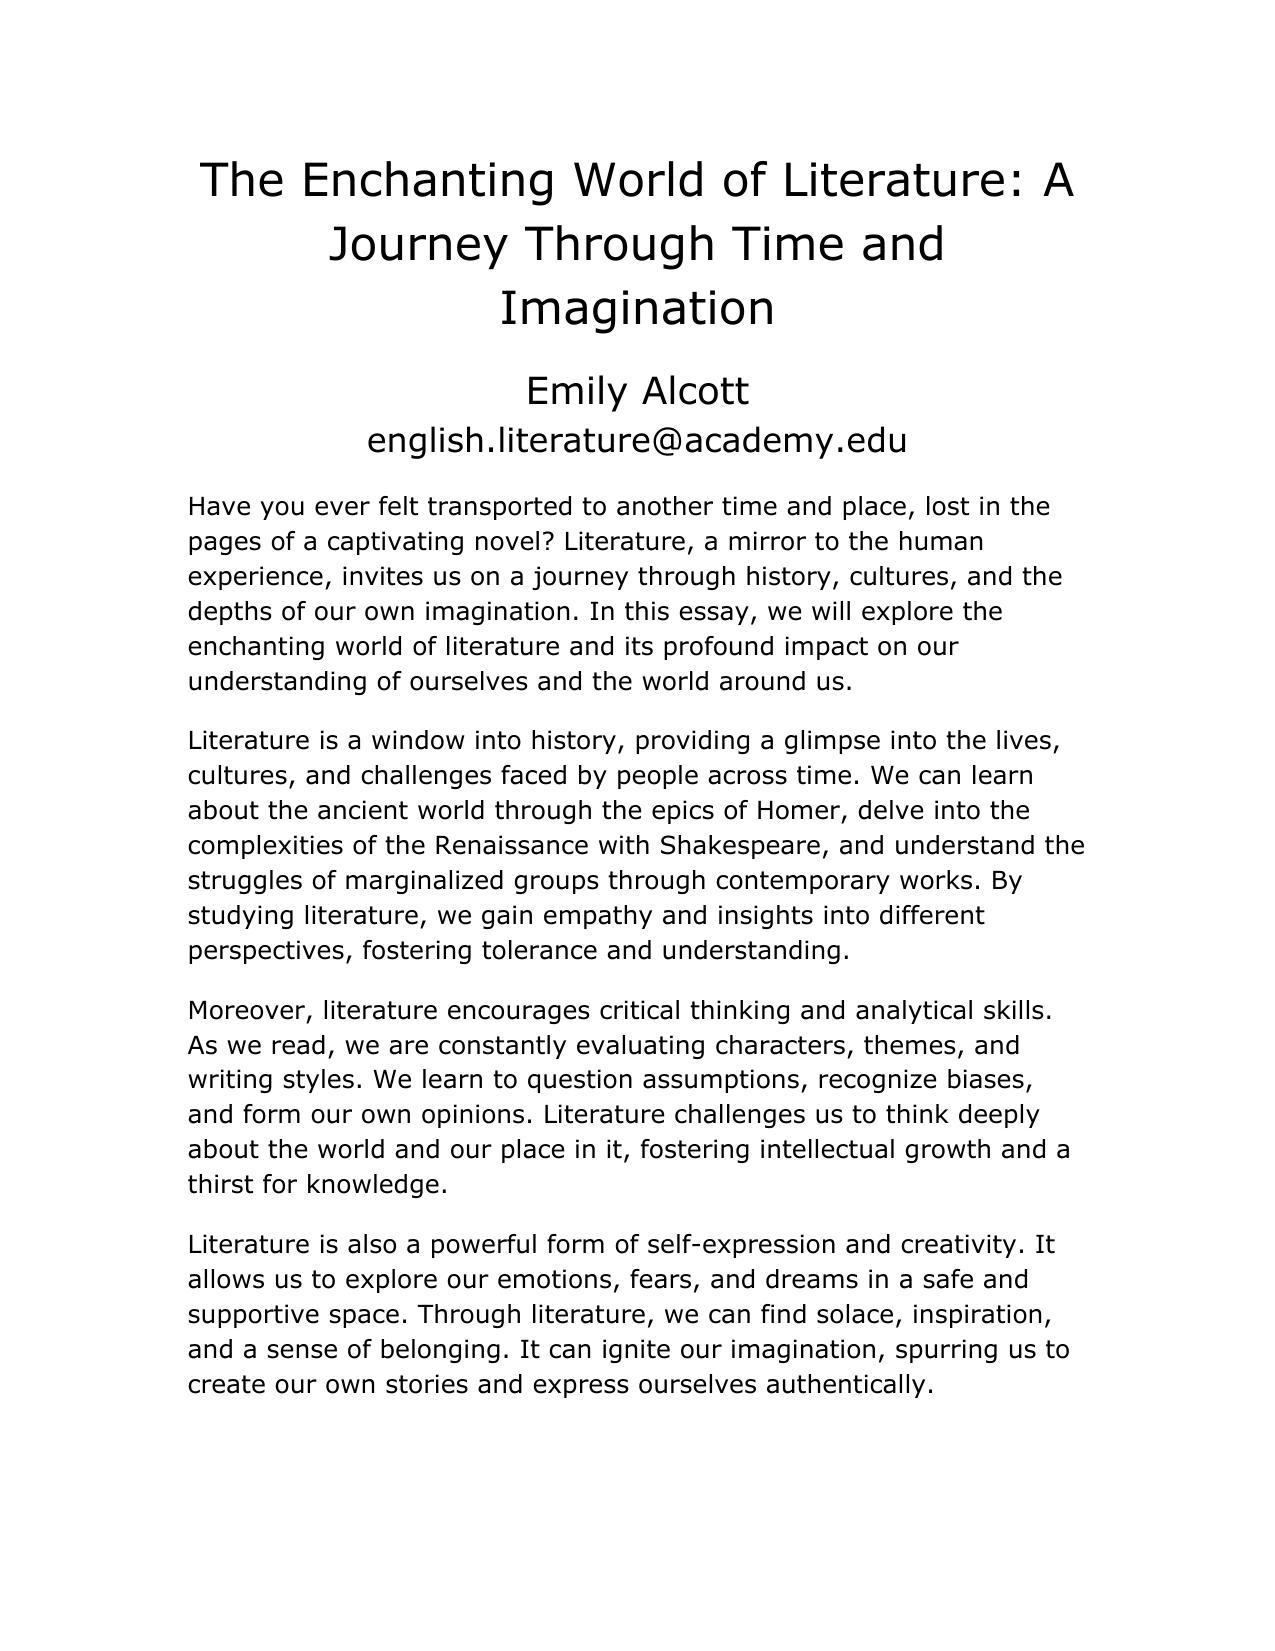 The Enchanting World of Literature: A
Journey Through Time and
Imagination
Emily Alcott
english.literature@academy.edu
Have you ever felt transported to another time and place, lost in the
pages of a captivating novel? Literature, a mirror to the human
experience, invites us on a journey through history, cultures, and the
depths of our own imagination. In this essay, we will explore the
enchanting world of literature and its profound impact on our
understanding of ourselves and the world around us.
Literature is a window into history, providing a glimpse into the lives,
cultures, and challenges faced by people across time. We can learn
about the ancient world through the epics of Homer, delve into the
complexities of the Renaissance with Shakespeare, and understand the
struggles of marginalized groups through contemporary works. By
studying literature, we gain empathy and insights into different
perspectives, fostering tolerance and understanding.
Moreover, literature encourages critical thinking and analytical skills.
As we read, we are constantly evaluating characters, themes, and
writing styles. We learn to question assumptions, recognize biases,
and form our own opinions. Literature challenges us to think deeply
about the world and our place in it, fostering intellectual growth and a
thirst for knowledge.
Literature is also a powerful form of self-expression and creativity. It
allows us to explore our emotions, fears, and dreams in a safe and
supportive space. Through literature, we can find solace, inspiration,
and a sense of belonging. It can ignite our imagination, spurring us to
create our own stories and express ourselves authentically.